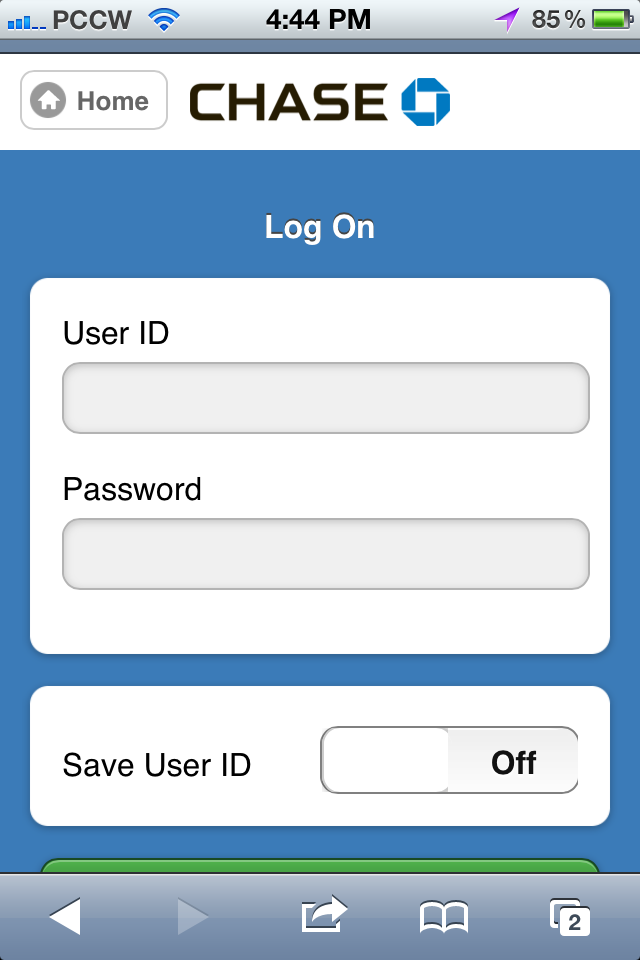 PCCW 4:44 PM 85%
Home CHASE
Log On
User ID
Password
Save User ID Off
2